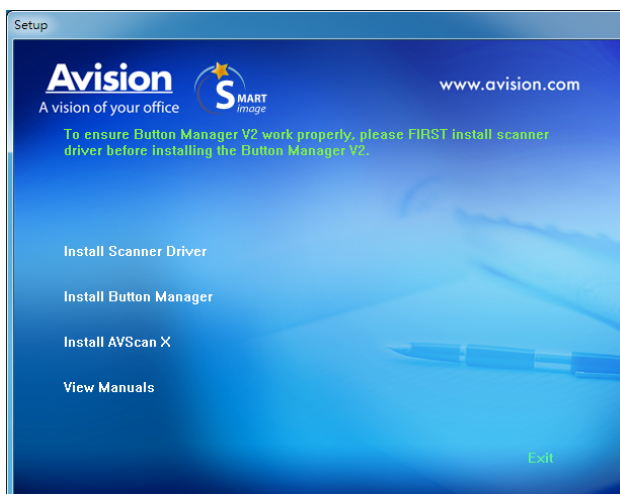 Setup
Avision
A vision of your office
SMART
image
www.avision.com
To ensure Button Manager V2 work properly, please FIRST install scanner
driver before installing the Button Manager V2.
Install Scanner Driver
Install Button Manager
Install AVScan X
View Manuals
Exit